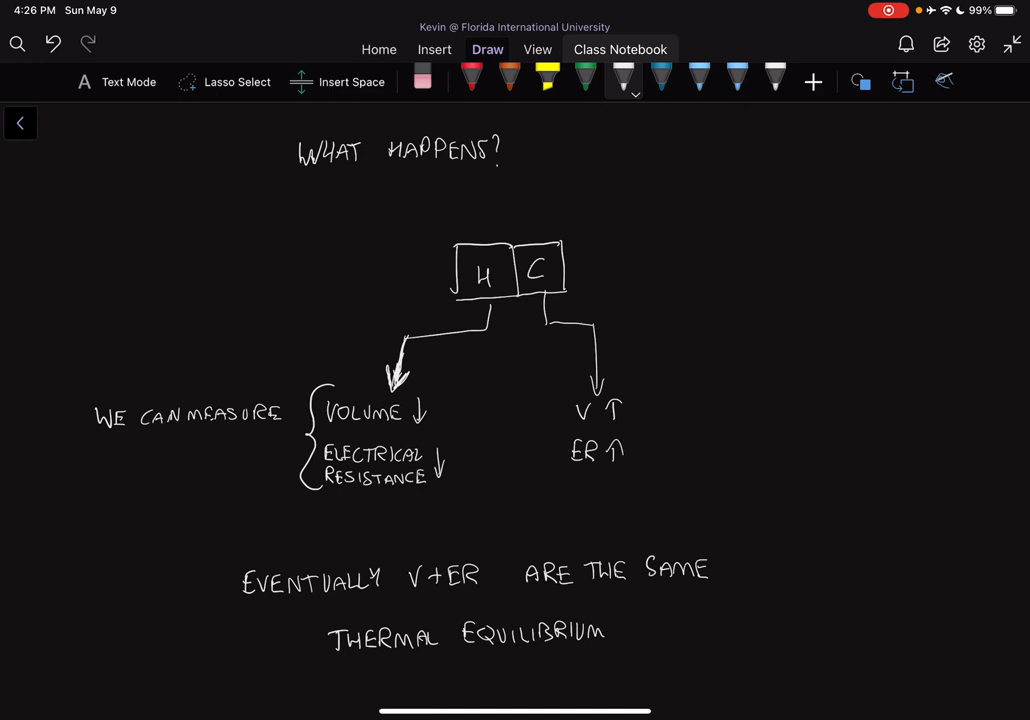 4:26 PM Sun May 9
99%
Kevin @ Florida International University
Home Insert Draw View Class Notebook
A Text Mode Lasso Select Insert Space
WHAT HAPPENS?
H C
WE CAN MEASURE VOLUME ↓ V ↑
ELECTRICAL RESISTANCE ↓ ER ↑
EVENTUALLY V + ER ARE THE SAME
THERMAL EQUILIBRIUM